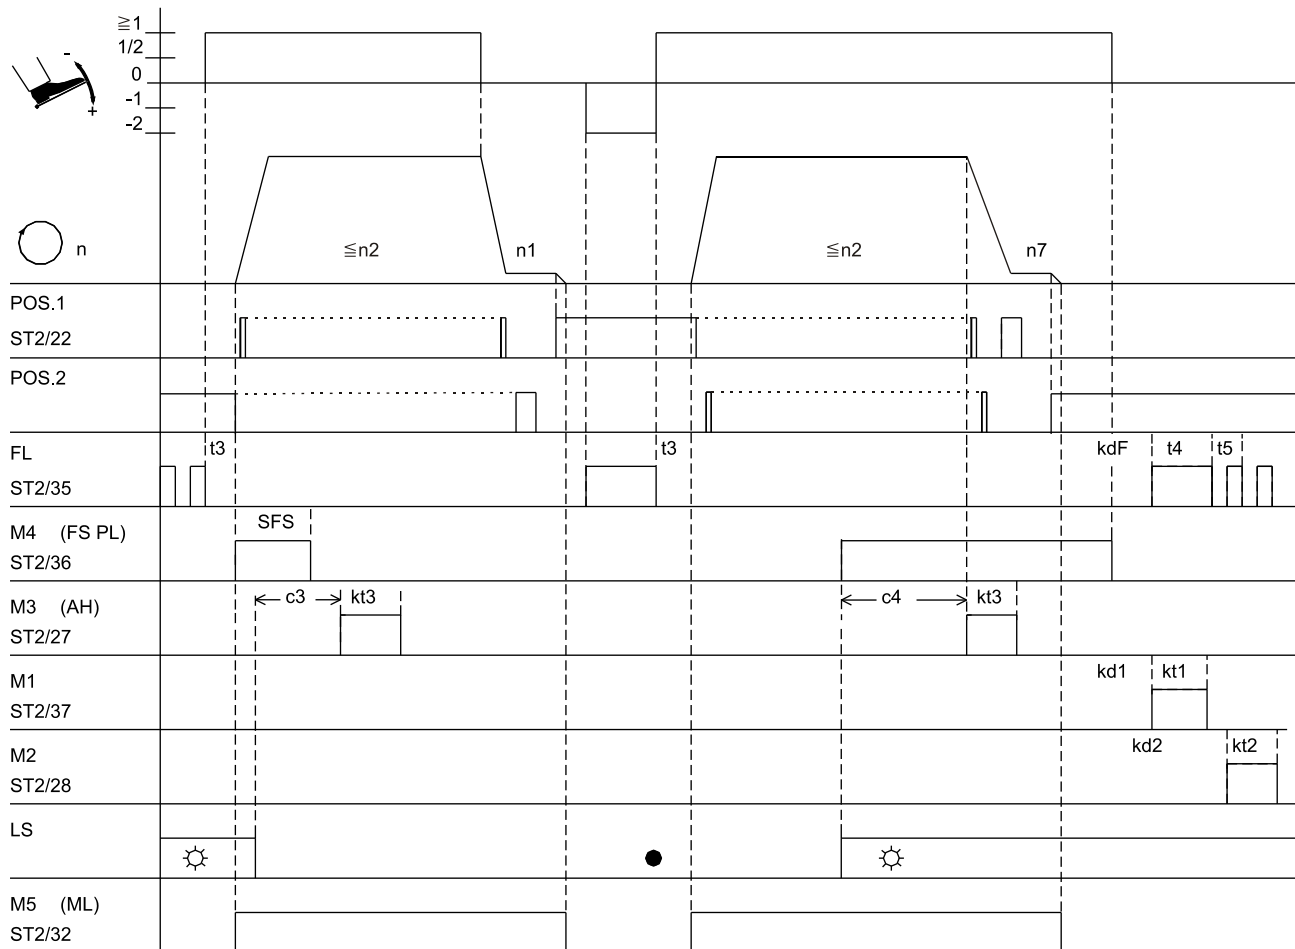 ≧1
1/2
0
-1
-2
-
+
n
≦n2
n1
≦n2
n7
POS.1
ST2/22
POS.2
FL
t3
t3
kdF
t4
t5
ST2/35
M4 (FS PL)
SFS
ST2/36
M3 (AH)
c3
kt3
c4
kt3
ST2/27
M1
kd1
kt1
ST2/37
M2
kd2
kt2
ST2/28
LS
M5 (ML)
ST2/32